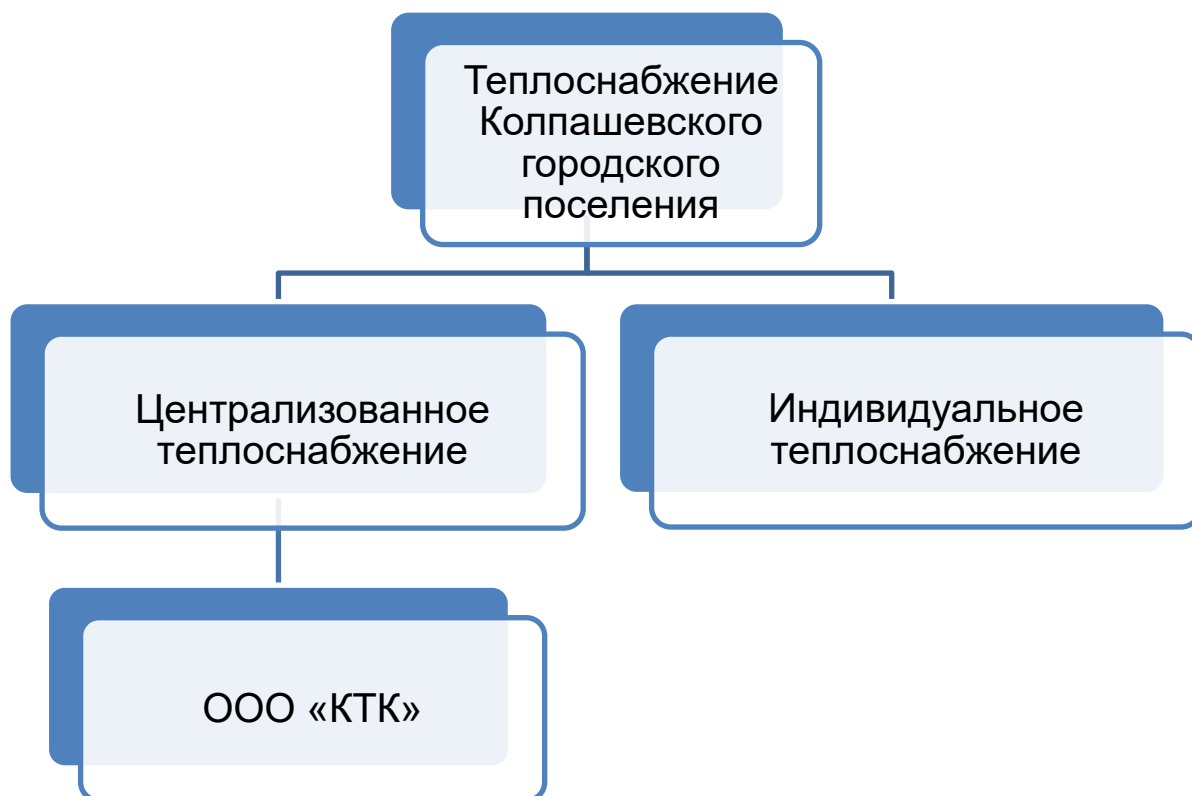 Теплоснабжение
Колпашевского
городского
поселения
Централизованное
теплоснабжение
Индивидуальное
теплоснабжение
ООО «КТК»